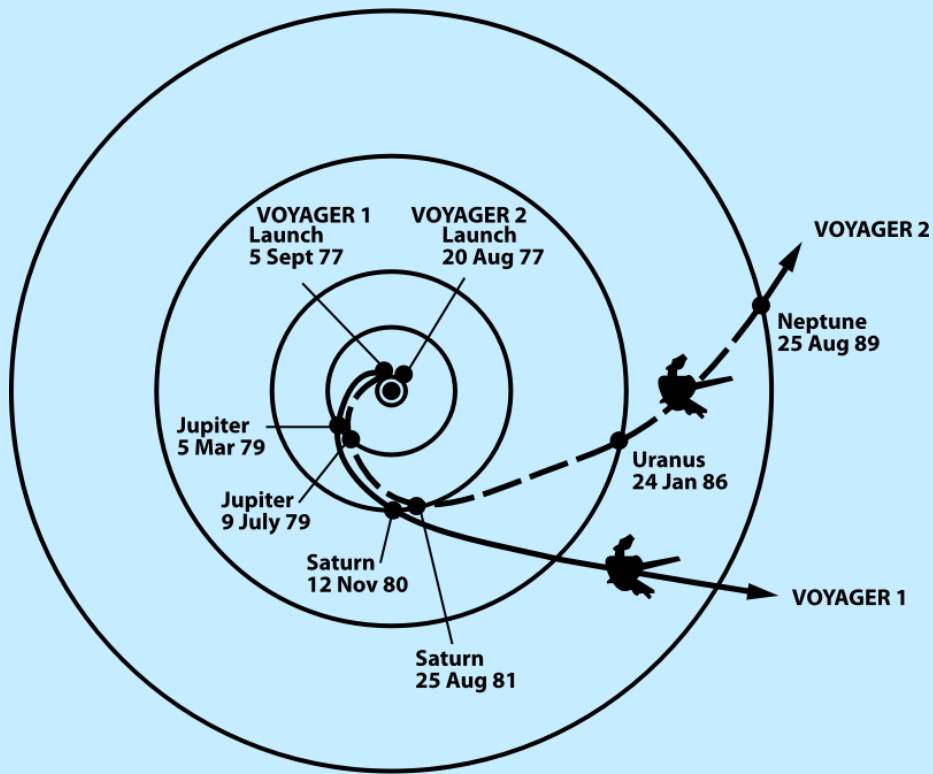 VOYAGER 1
Launch
5 Sept 77
VOYAGER 2
Launch
20 Aug 77
VOYAGER 2
Neptune
25 Aug 89
Jupiter
5 Mar 79
Uranus
24 Jan 86
Jupiter
9 July 79
Saturn
12 Nov 80
VOYAGER 1
Saturn
25 Aug 81